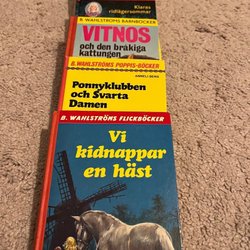 Klaras
ridlägersommar
B. WAHLSTRÖMS BARNBÖCKER
VITNOS
och den bråkiga
kattungen
B. WAHLSTRÖMS PUPPIS-BÖCKER
Ponnyklubben
och Svarta
Damen
B. WAHLSTRÖMS FLICKBÖCKER
Vi
kidnappar
en häst